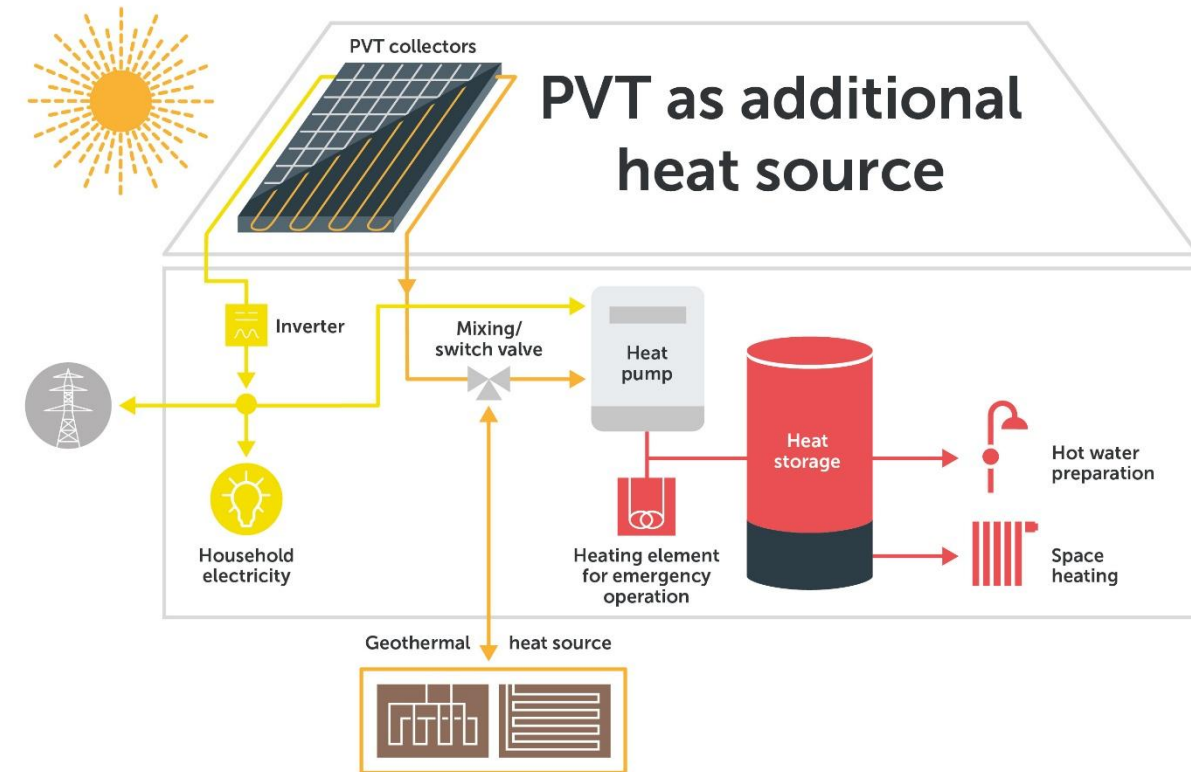 PVT collectors
PVT as additional
heat source
Inverter
Mixing/
switch valve
Heat
pump
Heat
storage
Hot water
preparation
Household
electricity
Heating element
for emergency
operation
Space
heating
Geothermal heat source